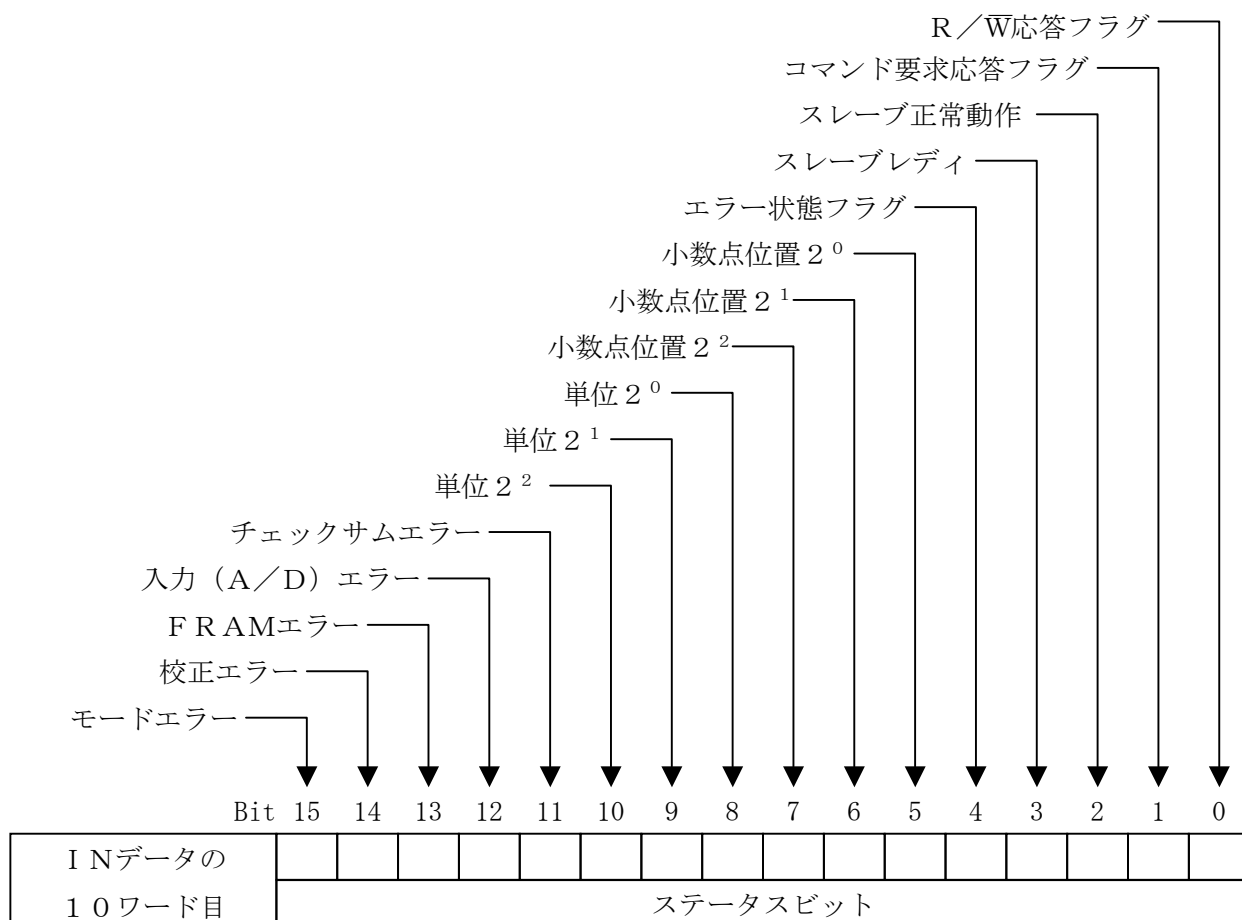 R／W̅応答フラグ
コマンド要求応答フラグ
スレーブ正常動作
スレーブレディ
エラー状態フラグ
小数点位置２⁰
小数点位置２¹
小数点位置２²
単位２⁰
単位２¹
単位２²
チェックサムエラー
入力（A／D）エラー
ＦＲＡＭエラー
校正エラー
モードエラー
Bit 15 14 13 12 11 10 9 8 7 6 5 4 3 2 1 0
ＩＮデータの
１０ワード目
ステータスビット